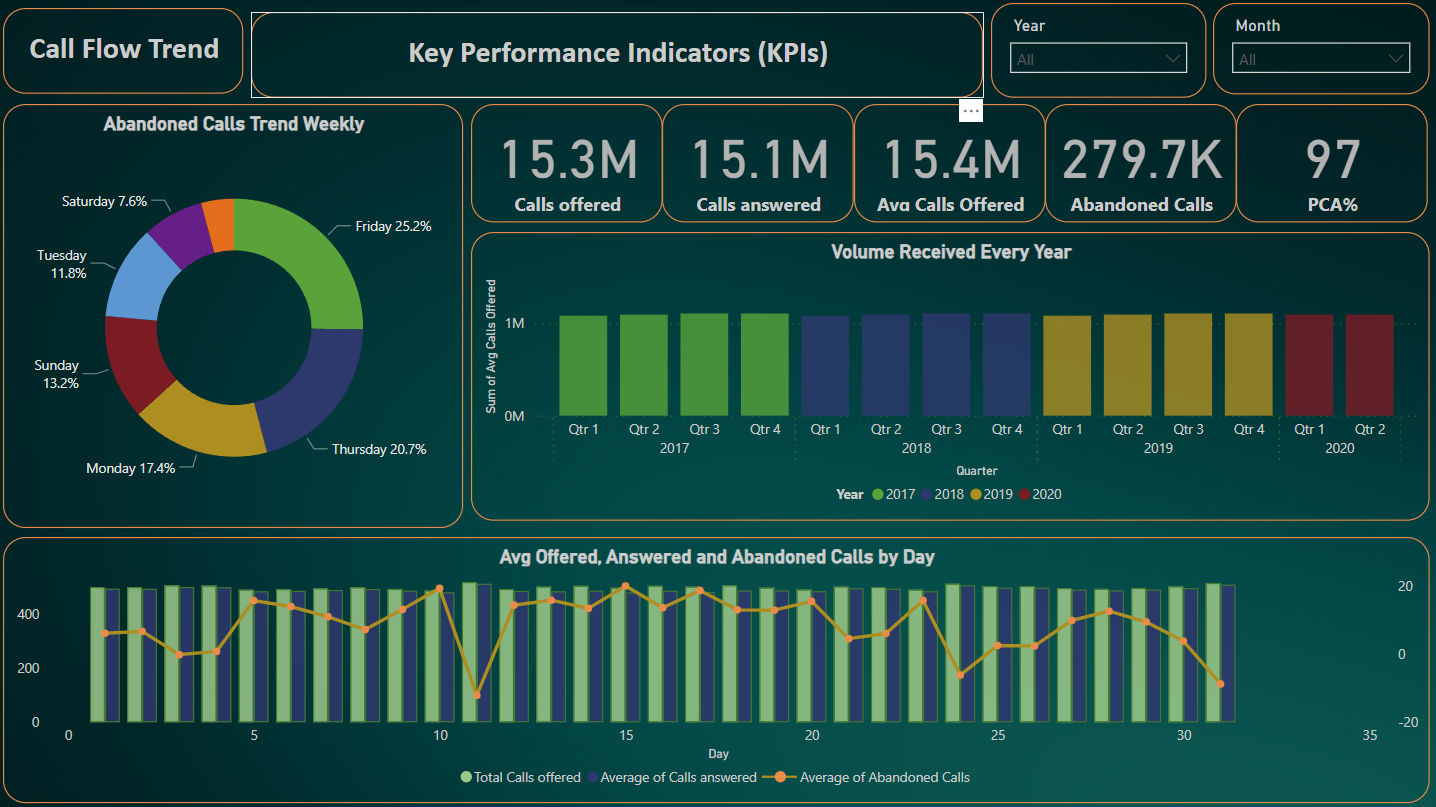 Call Flow Trend
Key Performance Indicators (KPIs)
Year
All
Month
All
Abandoned Calls Trend Weekly
Saturday 7.6%
Friday 25.2%
Tuesday
11.8%
Sunday
13.2%
Thursday 20.7%
Monday 17.4%
15.3M
Calls offered
15.1M
Calls answered
15.4M
Avg Calls Offered
279.7K
Abandoned Calls
97
PCA%
Volume Received Every Year
Sum of Avg Calls Offered
1M
0M
Qtr 1 Qtr 2 Qtr 3 Qtr 4 Qtr 1 Qtr 2 Qtr 3 Qtr 4 Qtr 1 Qtr 2 Qtr 3 Qtr 4 Qtr 1 Qtr 2
2017 2018 2019 2020
Quarter
Year 2017 2018 2019 2020
Avg Offered, Answered and Abandoned Calls by Day
400
200
0
20
0
-20
0 5 10 15 20 25 30 35
Day
Total Calls offered Average of Calls answered Average of Abandoned Calls